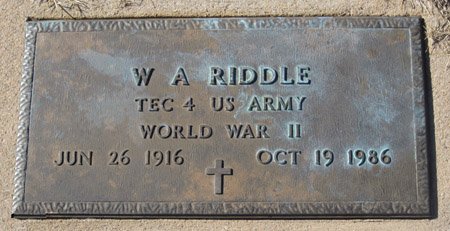 W A RIDDLE
TEC 4 US ARMY
WORLD WAR II
JUN 26 1916 OCT 19 1986